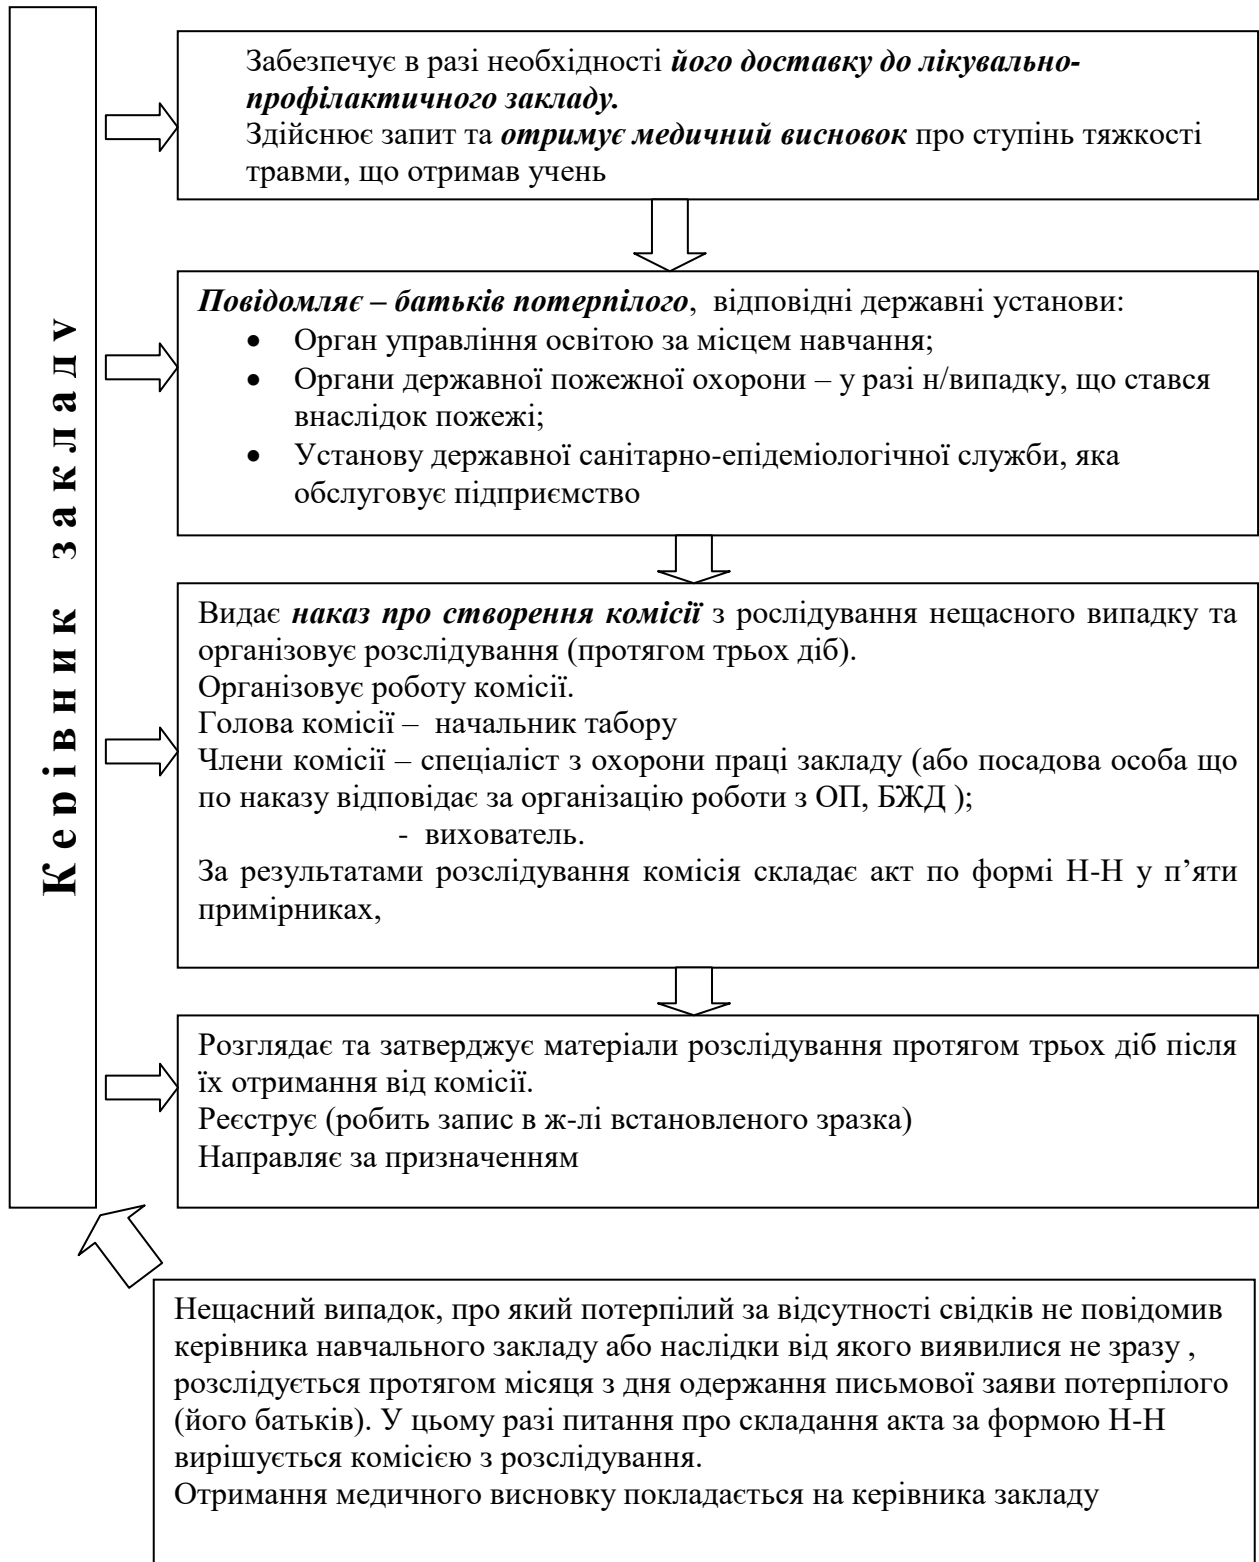 Керівник закладу
Забезпечує в разі необхідності його доставку до лікувально-
профілактичного закладу.
Здійснює запит та отримує медичний висновок про ступінь тяжкості
травми, що отримав учень
Повідомляє – батьків потерпілого, відповідні державні установи:
• Орган управління освітою за місцем навчання;
• Органи державної пожежної охорони – у разі н/випадку, що стався
внаслідок пожежі;
• Установу державної санітарно-епідеміологічної служби, яка
обслуговує підприємство
Видає наказ про створення комісії з рослідування нещасного випадку та
організовує розслідування (протягом трьох діб).
Організовує роботу комісії.
Голова комісії – начальник табору
Члени комісії – спеціаліст з охорони праці закладу (або посадова особа що
по наказу відповідає за організацію роботи з ОП, БЖД );
- вихователь.
За результатами розслідування комісія складає акт по формі Н-Н у п’яти
примірниках,
Розглядає та затверджує матеріали розслідування протягом трьох діб після
їх отримання від комісії.
Реєструє (робить запис в ж-лі встановленого зразка)
Направляє за призначенням
Нещасний випадок, про який потерпілий за відсутності свідків не повідомив
керівника навчального закладу або наслідки від якого виявилися не зразу ,
розслідується протягом місяця з дня одержання письмової заяви потерпілого
(його батьків). У цьому разі питання про складання акта за формою Н-Н
вирішується комісією з розслідування.
Отримання медичного висновку покладається на керівника закладу